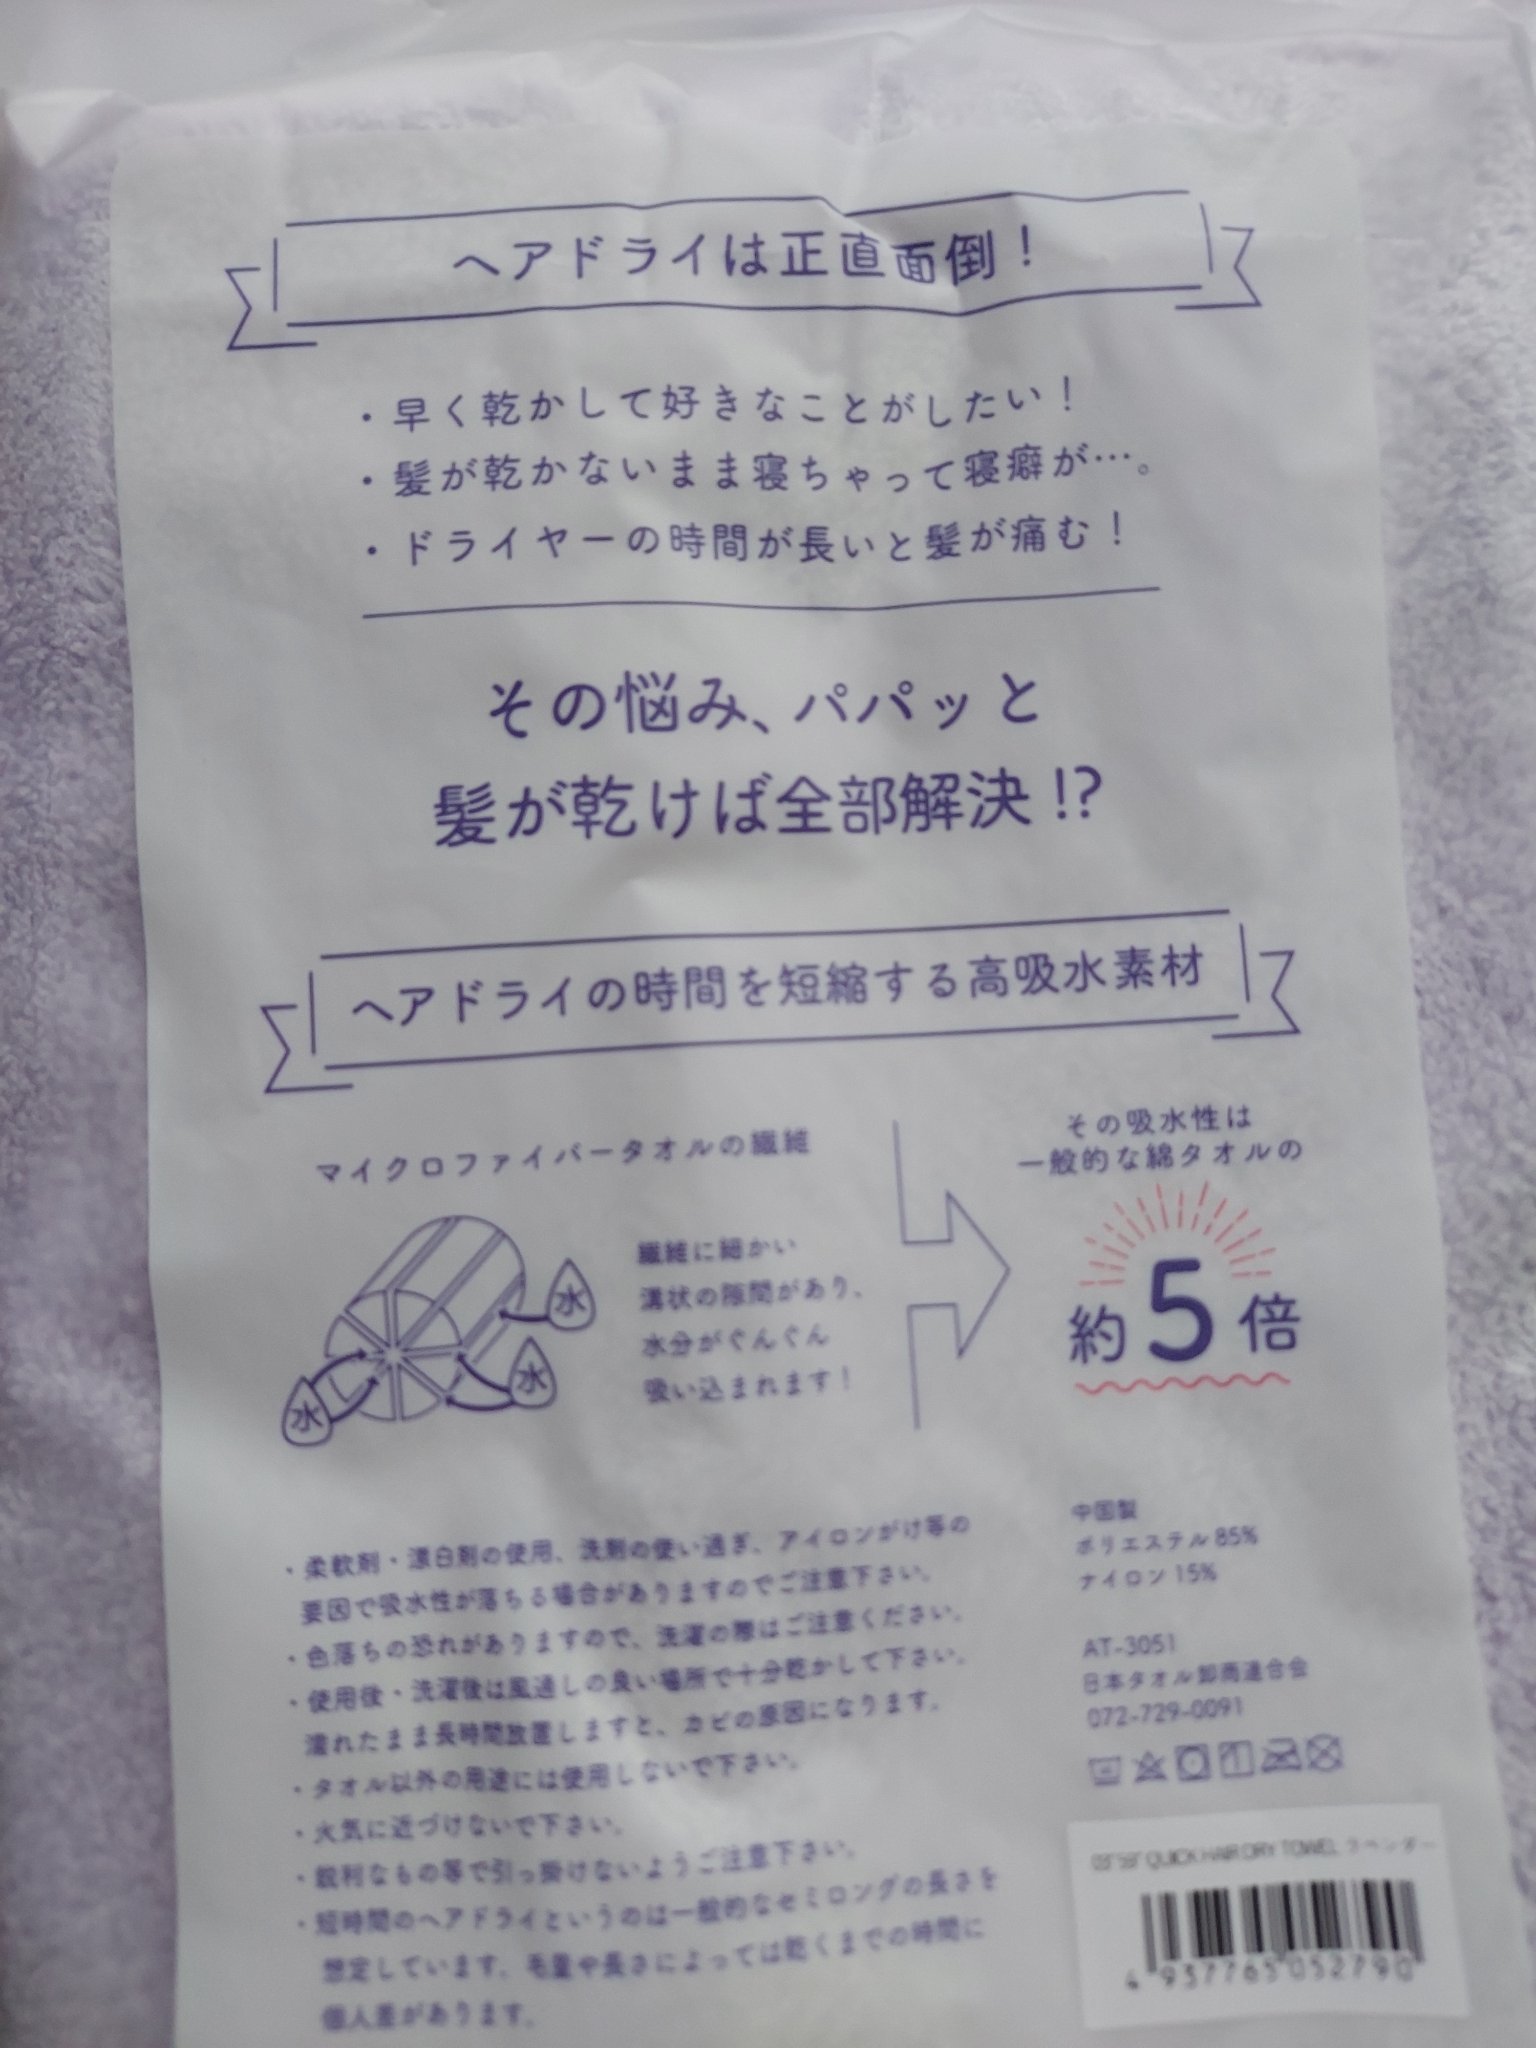 ヘアドライは正直面倒！
・早く乾かして好きなことがしたい！
・髪が乾かないまま寝ちゃって寝癖が…。
・ドライヤーの時間が長いと髪が痛む！
その悩み、パパッと
髪が乾けば全部解決!?
ヘアドライの時間を短縮する高吸水素材
マイクロファイバータオルの繊維
水
水
水
繊維に細かい
溝状の隙間があり、
水分がぐんぐん
吸い込まれます！
その吸水性は
一般的な綿タオルの
約5倍
・柔軟剤・漂白剤の使用、洗剤の使い過ぎ、アイロンがけ等の
要因で吸水性が落ちる場合がありますのでご注意下さい。
・色落ちの恐れがありますので、洗濯の際はご注意ください。
・使用後・洗濯後は風通しの良い場所で十分乾かして下さい。
濡れたまま長時間放置しますと、カビの原因になります。
・タオル以外の用途には使用しないで下さい。
・火気に近づけないで下さい。
・鋭利なもの等で引っ掛けないようご注意下さい。
・短時間のヘアドライというのは一般的なセミロングの長さを
想定しています。毛量や長さによっては乾くまでの時間に
個人差があります。
中国製
ポリエステル85%
ナイロン15%
AT-3051
日本タオル卸商連合会
072-729-0091
QUICK HAIR DRY TOWEL ラベンダー
4 937765 052790